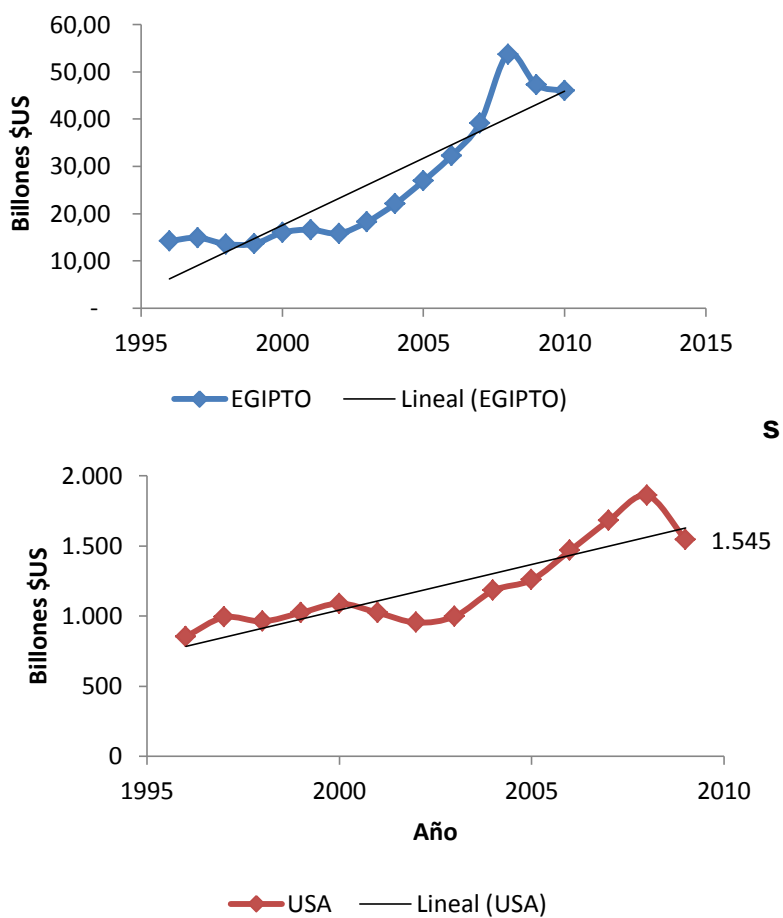 60,00
50,00
40,00
30,00
20,00
10,00
-
Billones $US
1995 2000 2005 2010 2015
EGIPTO Lineal (EGIPTO)
s
2.000
1.500
1.000
500
0
Billones $US
1.545
1995 2000 2005 2010
Año
USA Lineal (USA)